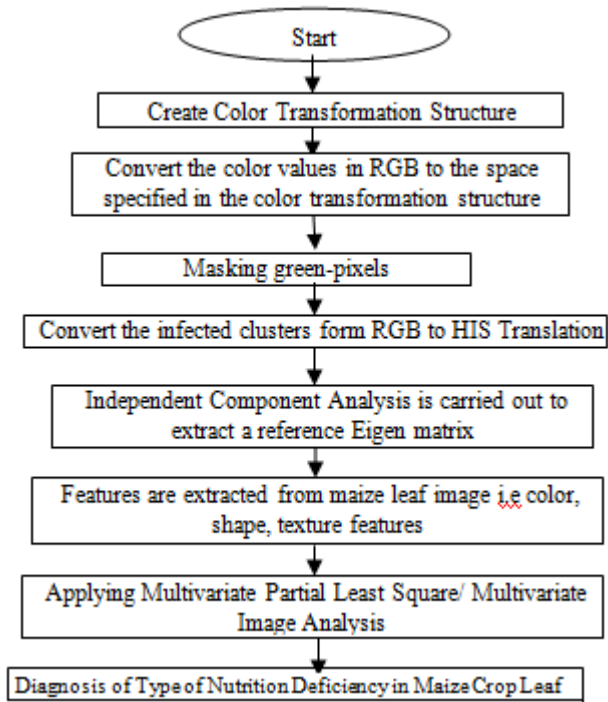 Start
Create Color Transformation Structure
Convert the color values in RGB to the space
specified in the color transformation structure
Masking green-pixels
Convert the infected clusters form RGB to HIS Translation
Independent Component Analysis is carried out to
extract a reference Eigen matrix
Features are extracted from maize leaf image i.e color,
shape, texture features
Applying Multivariate Partial Least Square/ Multivariate
Image Analysis
Diagnosis of Type of Nutrition Deficiency in Maize Crop Leaf